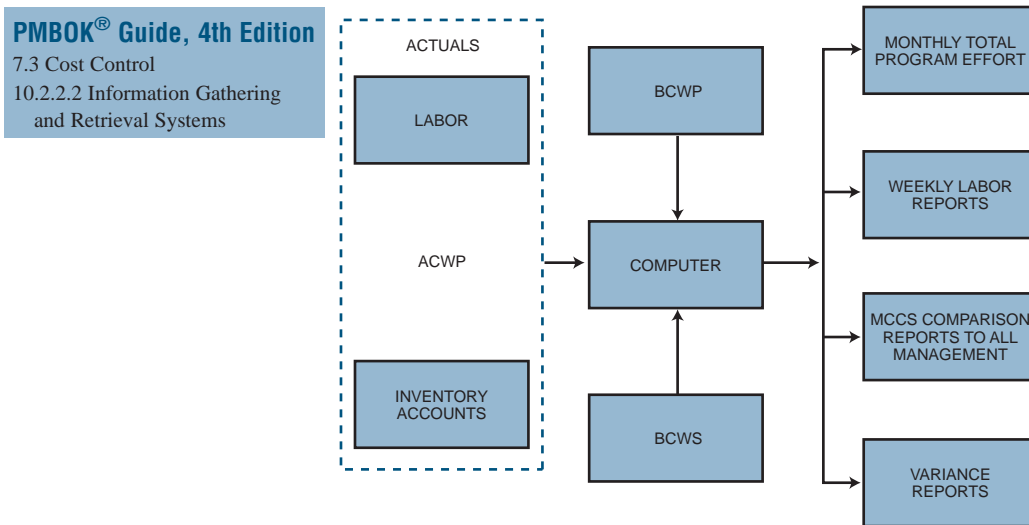 PMBOK® Guide, 4th Edition
7.3 Cost Control
10.2.2.2 Information Gathering
and Retrieval Systems
ACTUALS
LABOR
ACWP
INVENTORY
ACCOUNTS
BCWP
COMPUTER
BCWS
MONTHLY TOTAL
PROGRAM EFFORT
WEEKLY LABOR
REPORTS
MCCS COMPARISON
REPORTS TO ALL
MANAGEMENT
VARIANCE
REPORTS